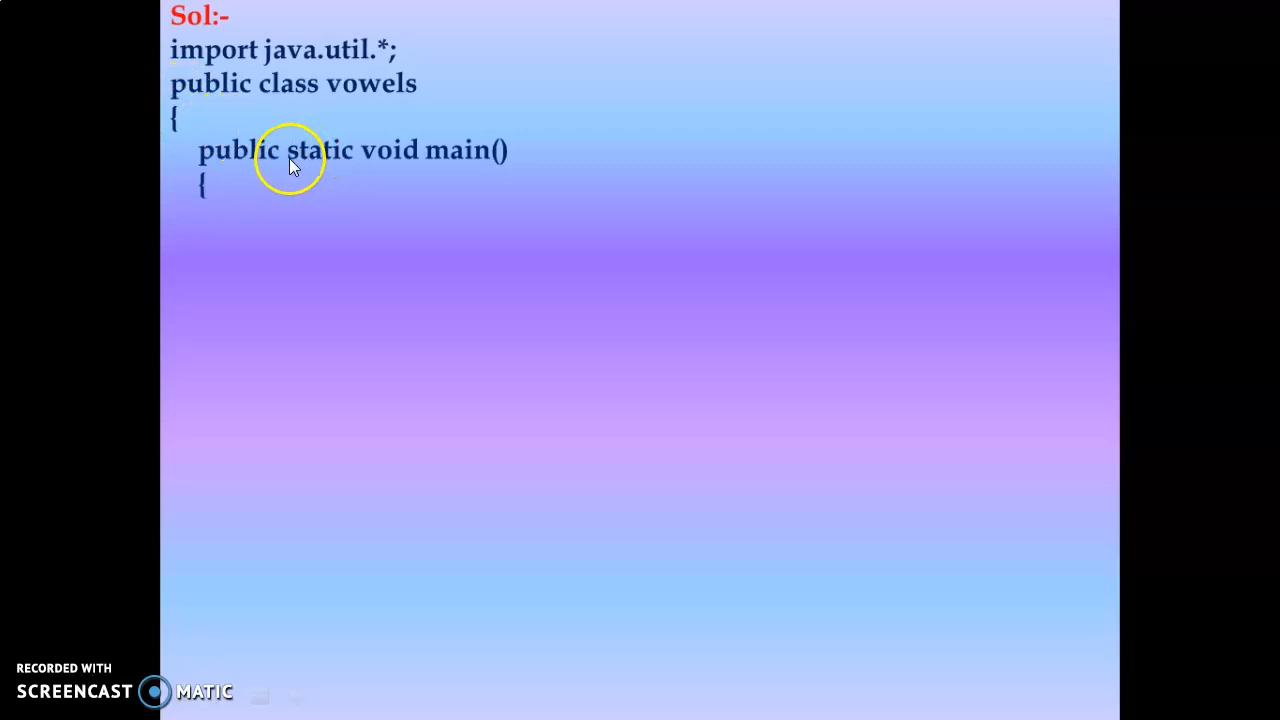 Sol:-
import java.util.*;
public class vowels
{
public static void main()
{
RECORDED WITH
SCREENCAST MATIC